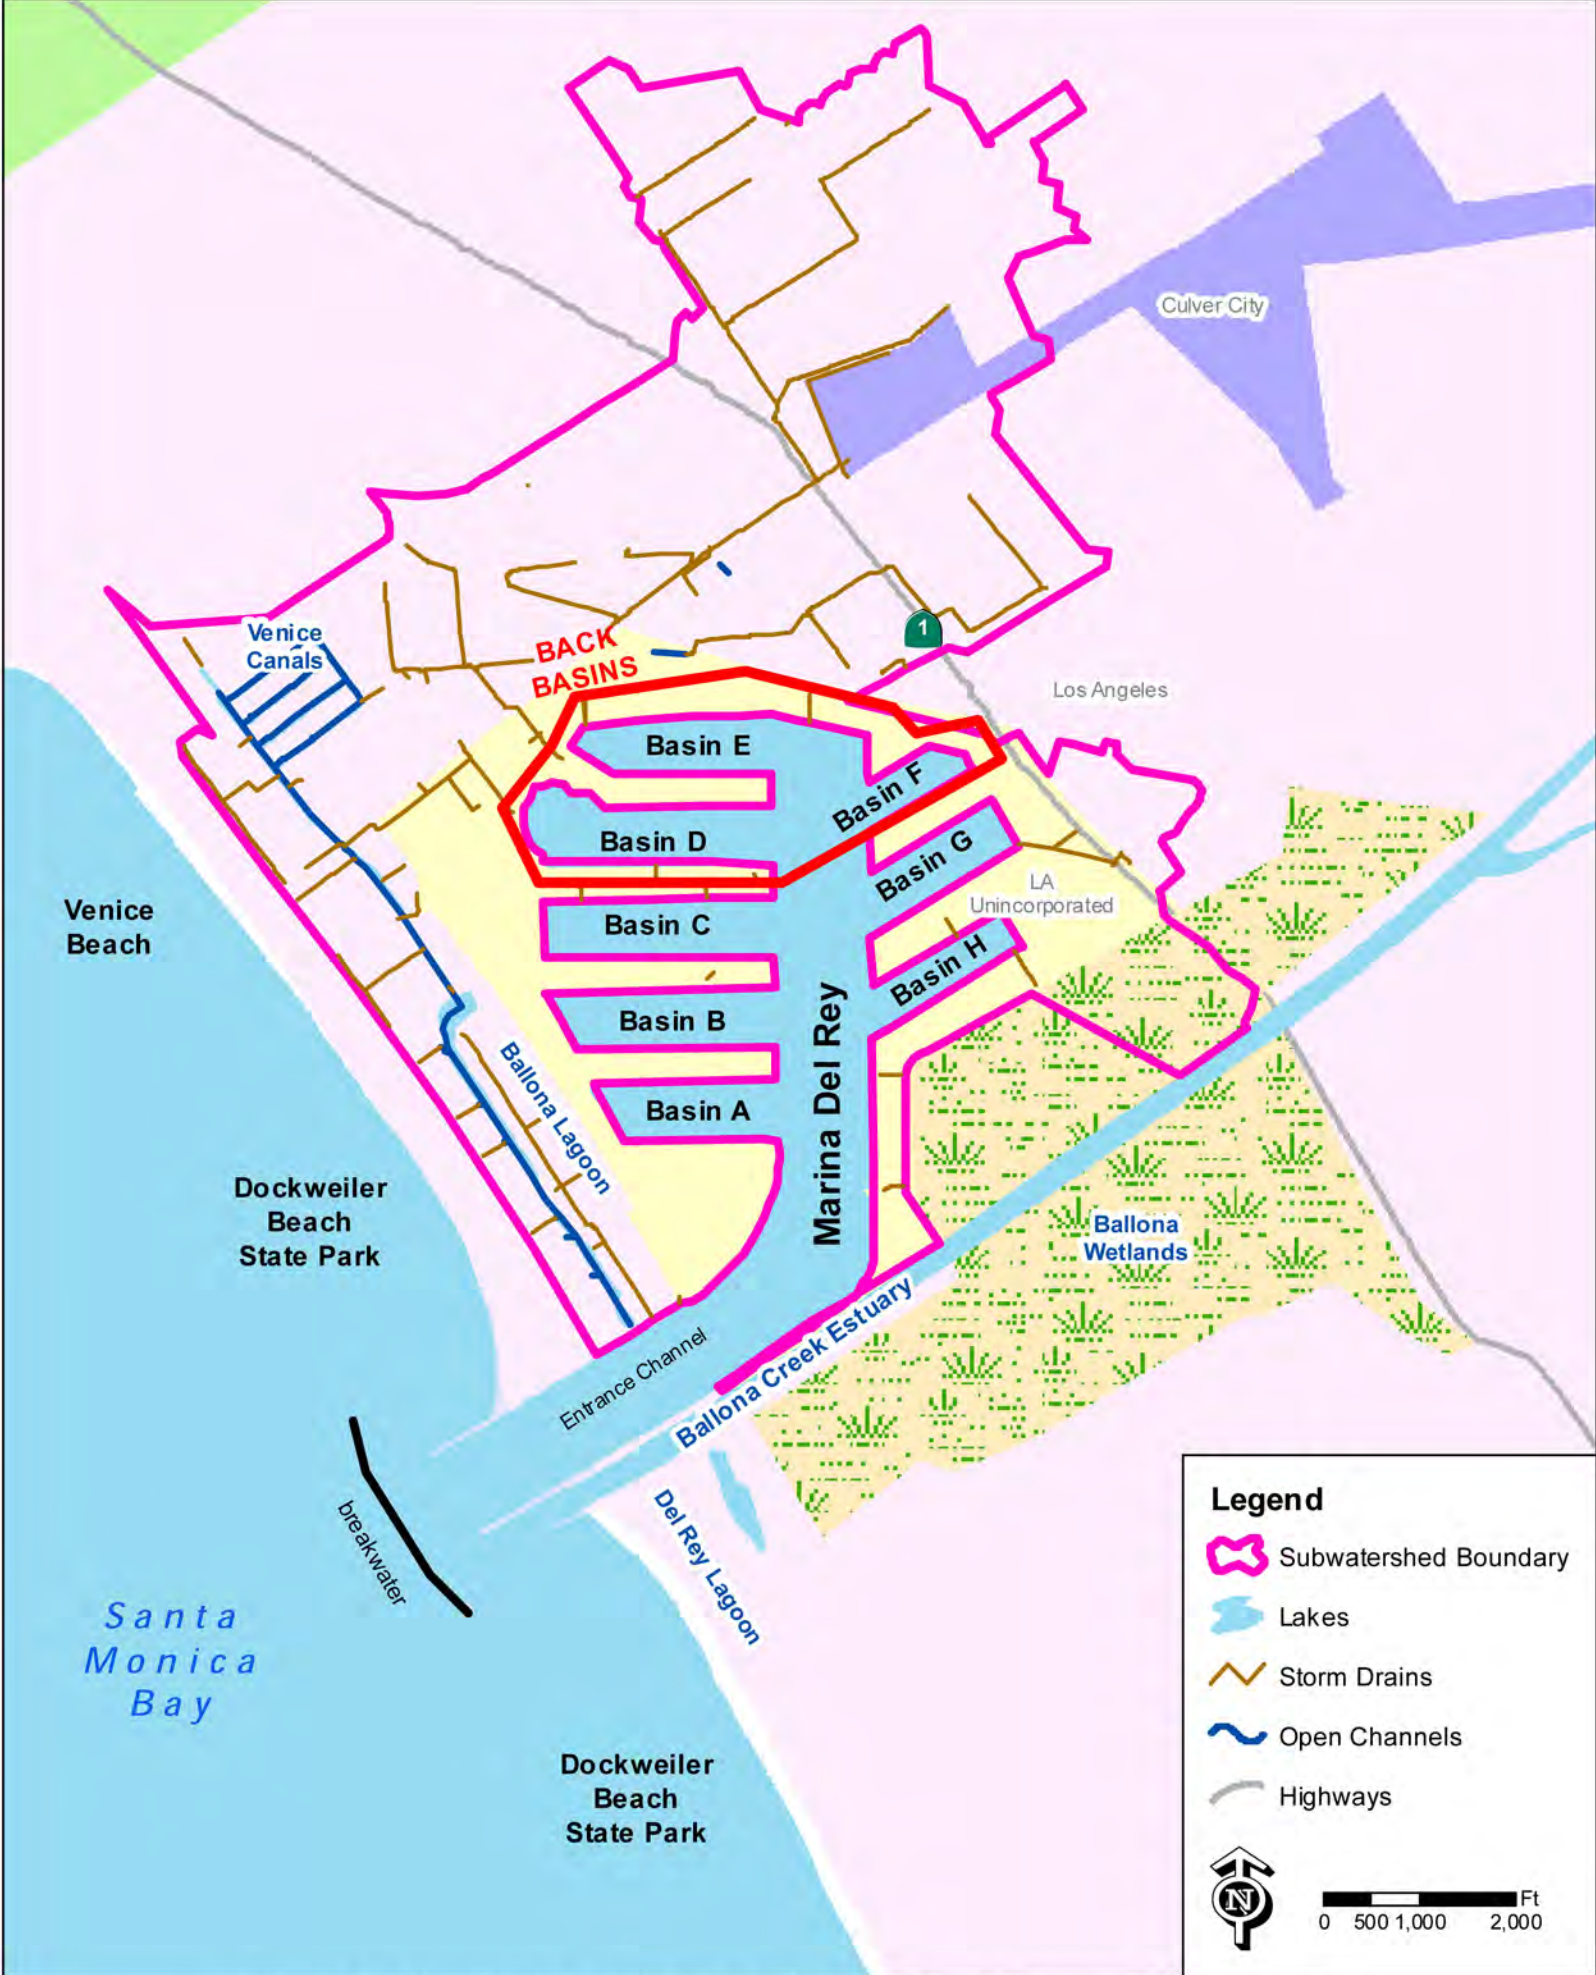 Culver City
1
Venice
Canals
BACK
BASINS
Los Angeles
Basin E
Basin F
Basin D
Basin G
LA
Unincorporated
Venice
Beach
Basin C
Basin H
Basin B
Marina Del Rey
Ballona Lagoon
Basin A
Dockweiler
Beach
State Park
Ballona
Wetlands
Entrance Channel
Ballona Creek Estuary
breakwater
Del Rey Lagoon
Santa
Monica
Bay
Dockweiler
Beach
State Park
Legend
Subwatershed Boundary
Lakes
Storm Drains
Open Channels
Highways
N
Ft
0 500 1,000 2,000